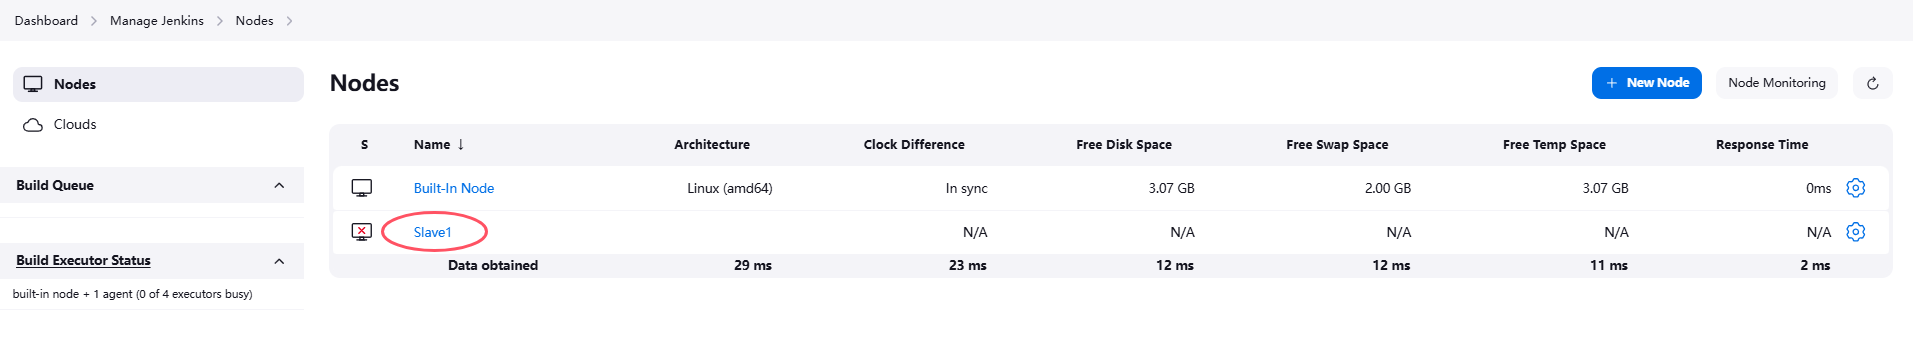 Dashboard > Manage Jenkins > Nodes >
Nodes
Clouds
Build Queue
Build Executor Status
built-in node + 1 agent (0 of 4 executors busy)
Nodes
+ New Node
Node Monitoring
S Name ↓ Architecture Clock Difference Free Disk Space Free Swap Space Free Temp Space Response Time
Built-In Node Linux (amd64) In sync 3.07 GB 2.00 GB 3.07 GB 0ms
Slave1 N/A N/A N/A N/A N/A
Data obtained 29 ms 23 ms 12 ms 12 ms 11 ms 2 ms